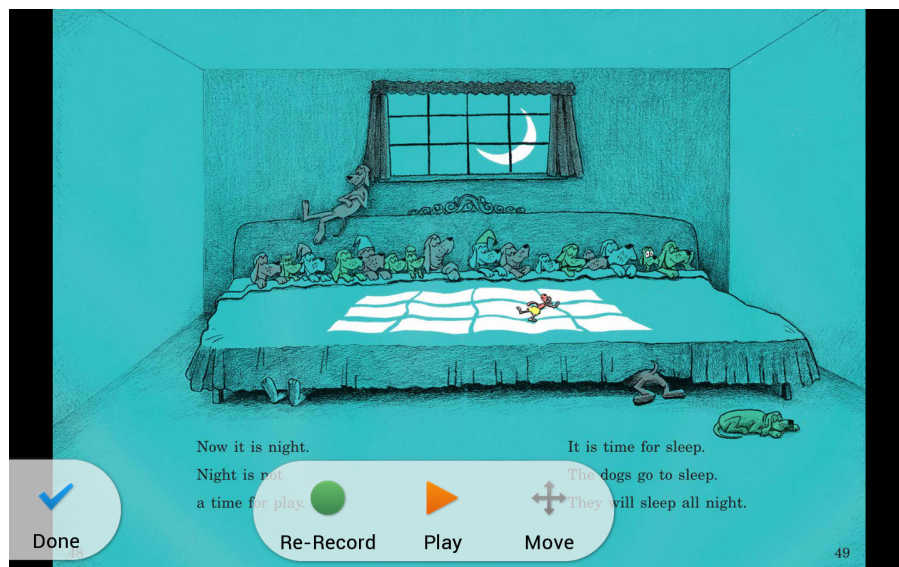 Now it is night.
Night is not
a time for play.
It is time for sleep.
The dogs go to sleep.
They will sleep all night.
48
49
Done
Re-Record
Play
Move